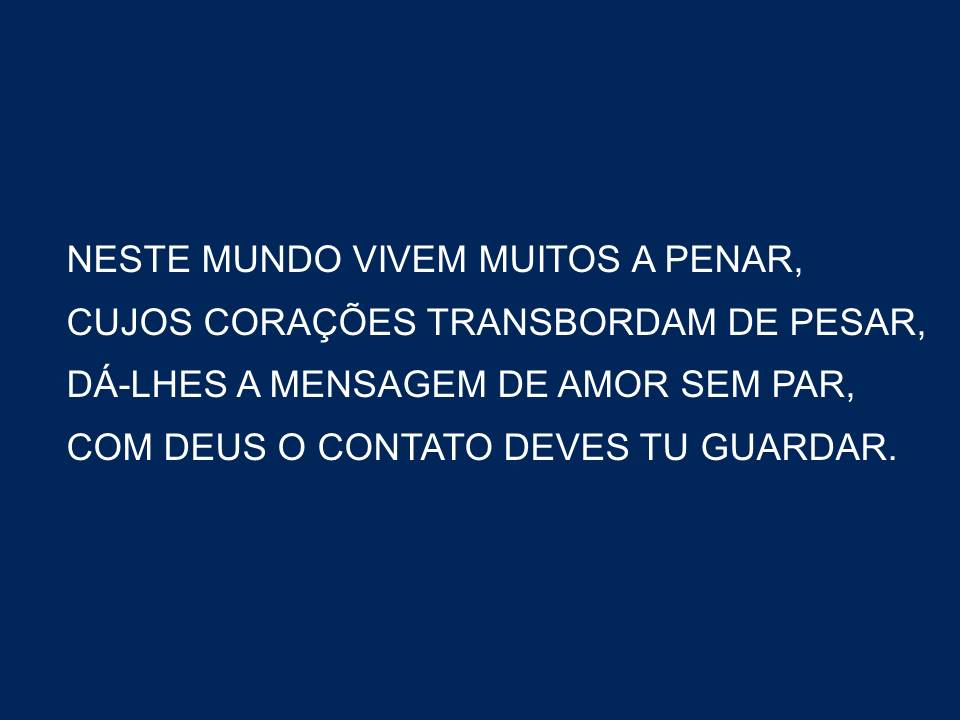 NESTE MUNDO VIVEM MUITOS A PENAR,
CUJOS CORAÇÕES TRANSBORDAM DE PESAR,
DÁ-LHES A MENSAGEM DE AMOR SEM PAR,
COM DEUS O CONTATO DEVES TU GUARDAR.